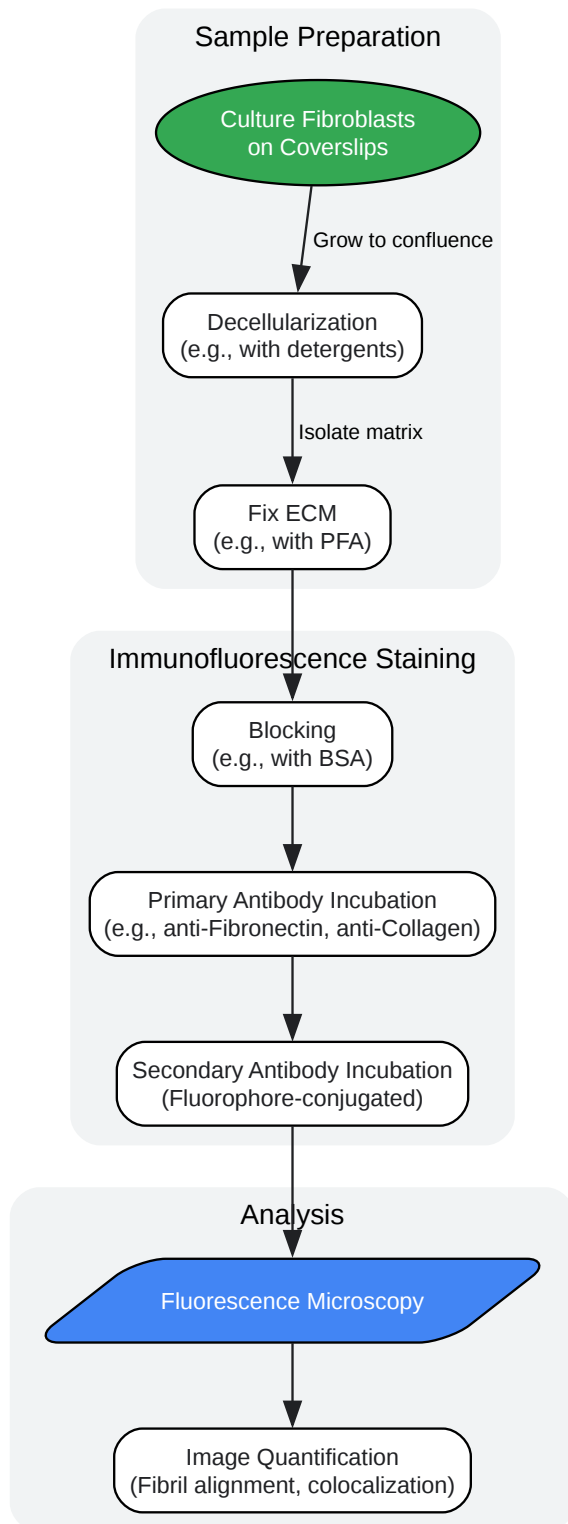 Sample Preparation
Culture Fibroblasts
on Coverslips
Grow to confluence
Decellularization
(e.g., with detergents)
Isolate matrix
Fix ECM
(e.g., with PFA)
Immunofluorescence Staining
Blocking
(e.g., with BSA)
Primary Antibody Incubation
(e.g., anti-Fibronectin, anti-Collagen)
Secondary Antibody Incubation
(Fluorophore-conjugated)
Analysis
Fluorescence Microscopy
Image Quantification
(Fibril alignment, colocalization)